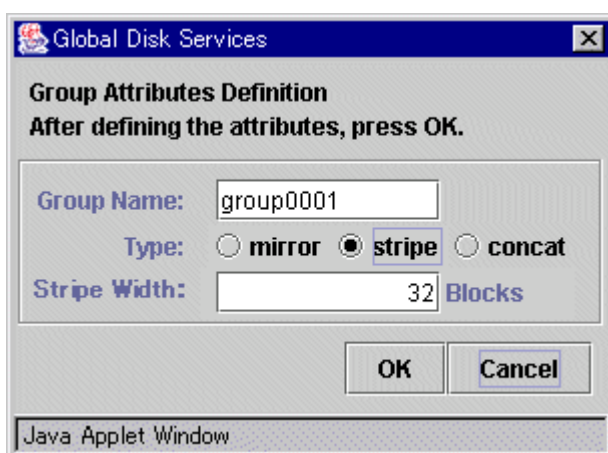 Global Disk Services
Group Attributes Definition
After defining the attributes, press OK.
Group Name: group0001
Type: mirror stripe concat
Stripe Width: 32 Blocks
OK Cancel
Java Applet Window